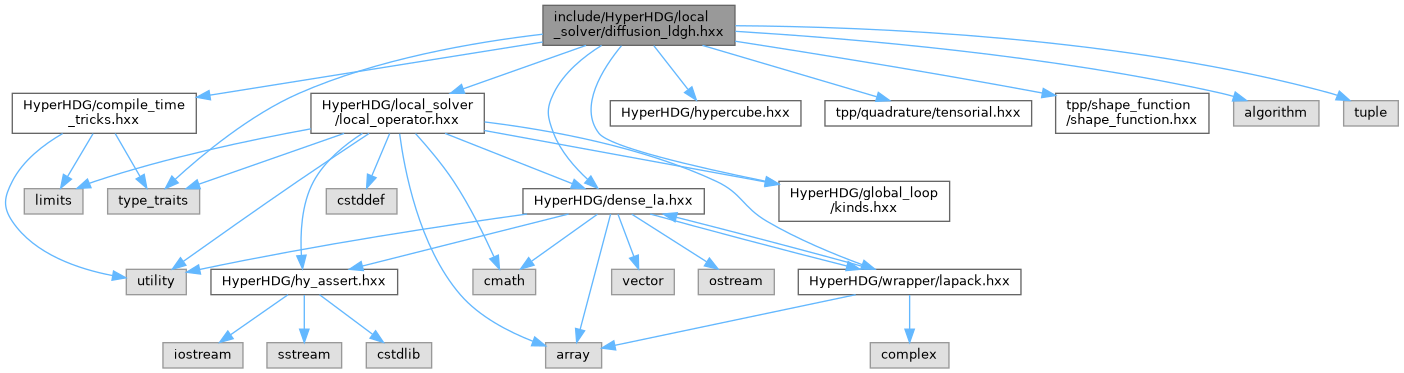 include/HyperHDG/local
_solver/diffusion_ldgh.hxx
HyperHDG/compile_time
_tricks.hxx
HyperHDG/local_solver
/local_operator.hxx
HyperHDG/hypercube.hxx
tpp/quadrature/tensorial.hxx
tpp/shape_function
/shape_function.hxx
algorithm
tuple
limits
type_traits
cstddef
HyperHDG/dense_la.hxx
HyperHDG/global_loop
/kinds.hxx
utility
HyperHDG/hy_assert.hxx
cmath
vector
ostream
HyperHDG/wrapper/lapack.hxx
iostream
sstream
cstdlib
array
complex